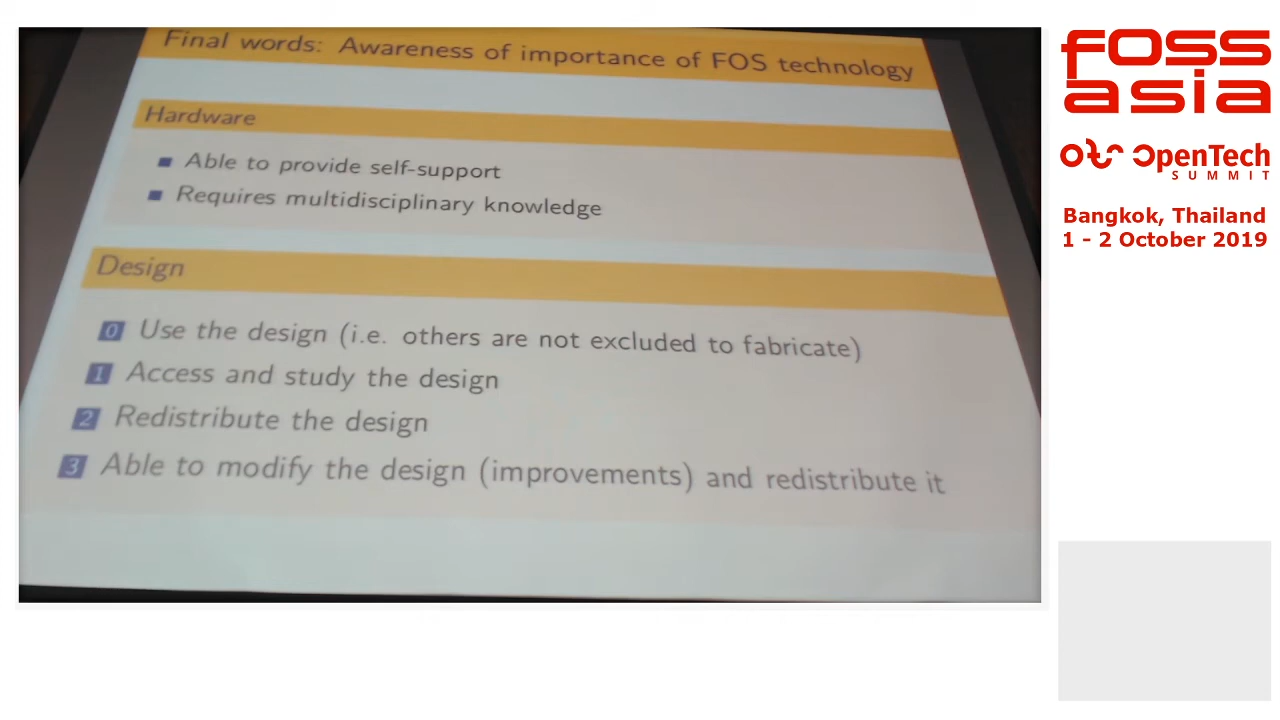 Final words: Awareness of importance of FOS technology
Hardware
Able to provide self-support
Requires multidisciplinary knowledge
Design
0 Use the design (i.e. others are not excluded to fabricate)
1 Access and study the design
2 Redistribute the design
3 Able to modify the design (improvements) and redistribute it
FOSS
asia
OpenTech
SUMMIT
Bangkok, Thailand
1 - 2 October 2019